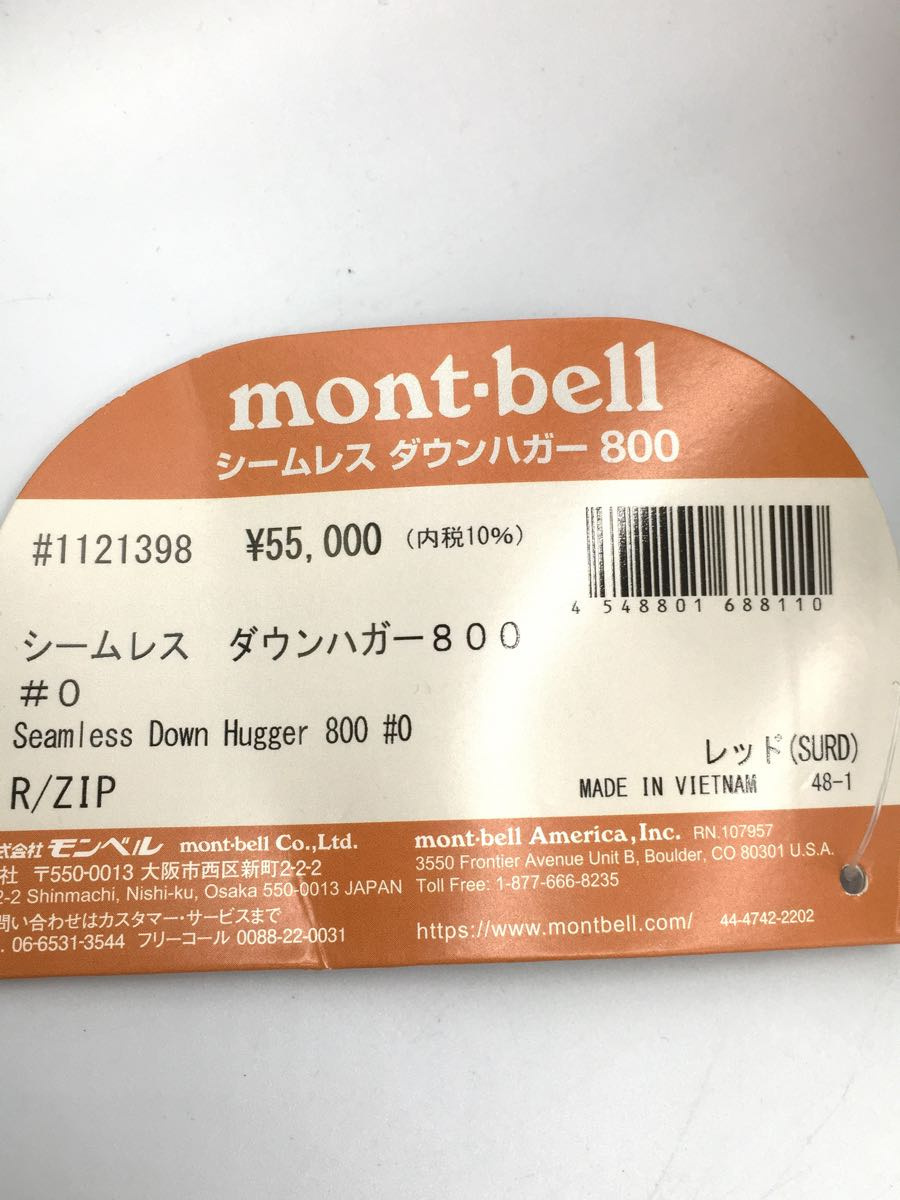 mont·bell
シームレス ダウンハガー 800
#1121398 ¥55,000 (内税10%)
4 548801 688110
シームレス ダウンハガー800
#0
Seamless Down Hugger 800 #0
レッド(SURD)
R/ZIP
MADE IN VIETNAM 48-1
式会社 モンベル mont·bell Co.,Ltd.
社 〒550-0013 大阪市西区新町2-2-2
2-2 Shinmachi, Nishi-ku, Osaka 550-0013 JAPAN
問い合わせはカスタマー・サービスまで
. 06-6531-3544 フリーコール 0088-22-0031
mont·bell America, Inc. RN.107957
3550 Frontier Avenue Unit B, Boulder, CO 80301 U.S.A.
Toll Free: 1-877-666-8235
https://www.montbell.com/ 44-4742-2202